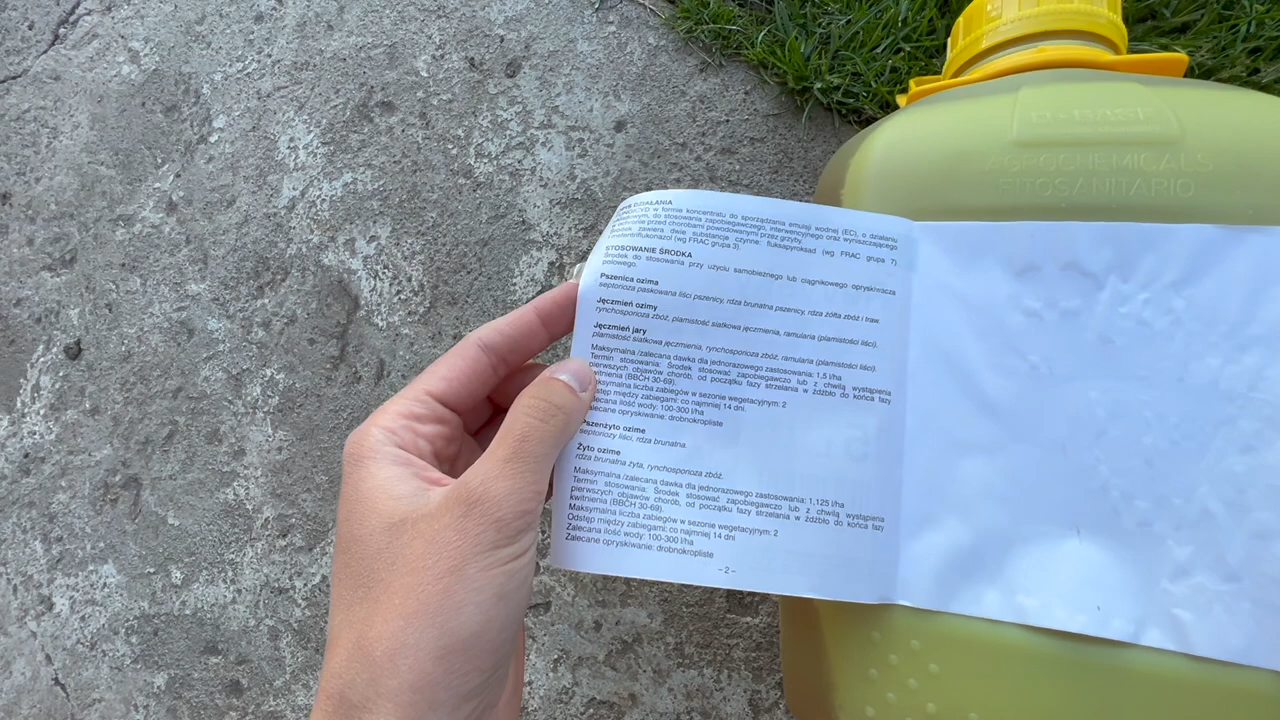 DZIAŁANIA
w formie koncentratu do sporządzania emulsji wodnej (EC), o działaniu
do stosowania zapobiegawczego, interwencyjnego oraz wyniszczającego
w ochronie przed chorobami powodowanymi przez grzyby.
Środek zawiera dwie substancje czynne: fluksapyroksad (wg FRAC grupa 7)
i mefentriflukonazol (wg FRAC grupa 3).
STOSOWANIE ŚRODKA
Środek do stosowania przy użyciu samobieżnego lub ciągnikowego opryskiwacza
polowego.
Pszenica ozima
septorioza paskowana liści pszenicy, rdza brunatna pszenicy, rdza żółta zbóż i traw.
Jęczmień ozimy
rynchosporioza zbóż, plamistość siatkowa jęczmienia, ramularia (plamistości liści).
Jęczmień jary
plamistość siatkowa jęczmienia, rynchosporioza zbóż, ramularia (plamistości liści).
Maksymalna /zalecana dawka dla jednorazowego zastosowania: 1,5 l/ha
Termin stosowania: Środek stosować zapobiegawczo lub z chwilą wystąpienia
pierwszych objawów chorób, od początku fazy strzelania w źdźbło do końca fazy
kwitnienia (BBCH 30-69).
aksymalna liczba zabiegów w sezonie wegetacyjnym: 2
dstęp między zabiegami: co najmniej 14 dni.
lecana ilość wody: 100-300 l/ha
alecane opryskiwanie: drobnokropliste
Pszenżyto ozime
septoriozy liści, rdza brunatna.
Żyto ozime
rdza brunatna żyta, rynchosporioza zbóż.
Maksymalna /zalecana dawka dla jednorazowego zastosowania: 1,125 l/ha
Termin stosowania: Środek stosować zapobiegawczo lub z chwilą wystąpienia
pierwszych objawów chorób, od początku fazy strzelania w źdźbło do końca fazy
kwitnienia (BBCH 30-69).
Maksymalna liczba zabiegów w sezonie wegetacyjnym: 2
Odstęp między zabiegami: co najmniej 14 dni
Zalecana ilość wody: 100-300 l/ha
Zalecane opryskiwanie: drobnokropliste
–2–
BASF
AGROCHEMICALS
FITOSANITARIO